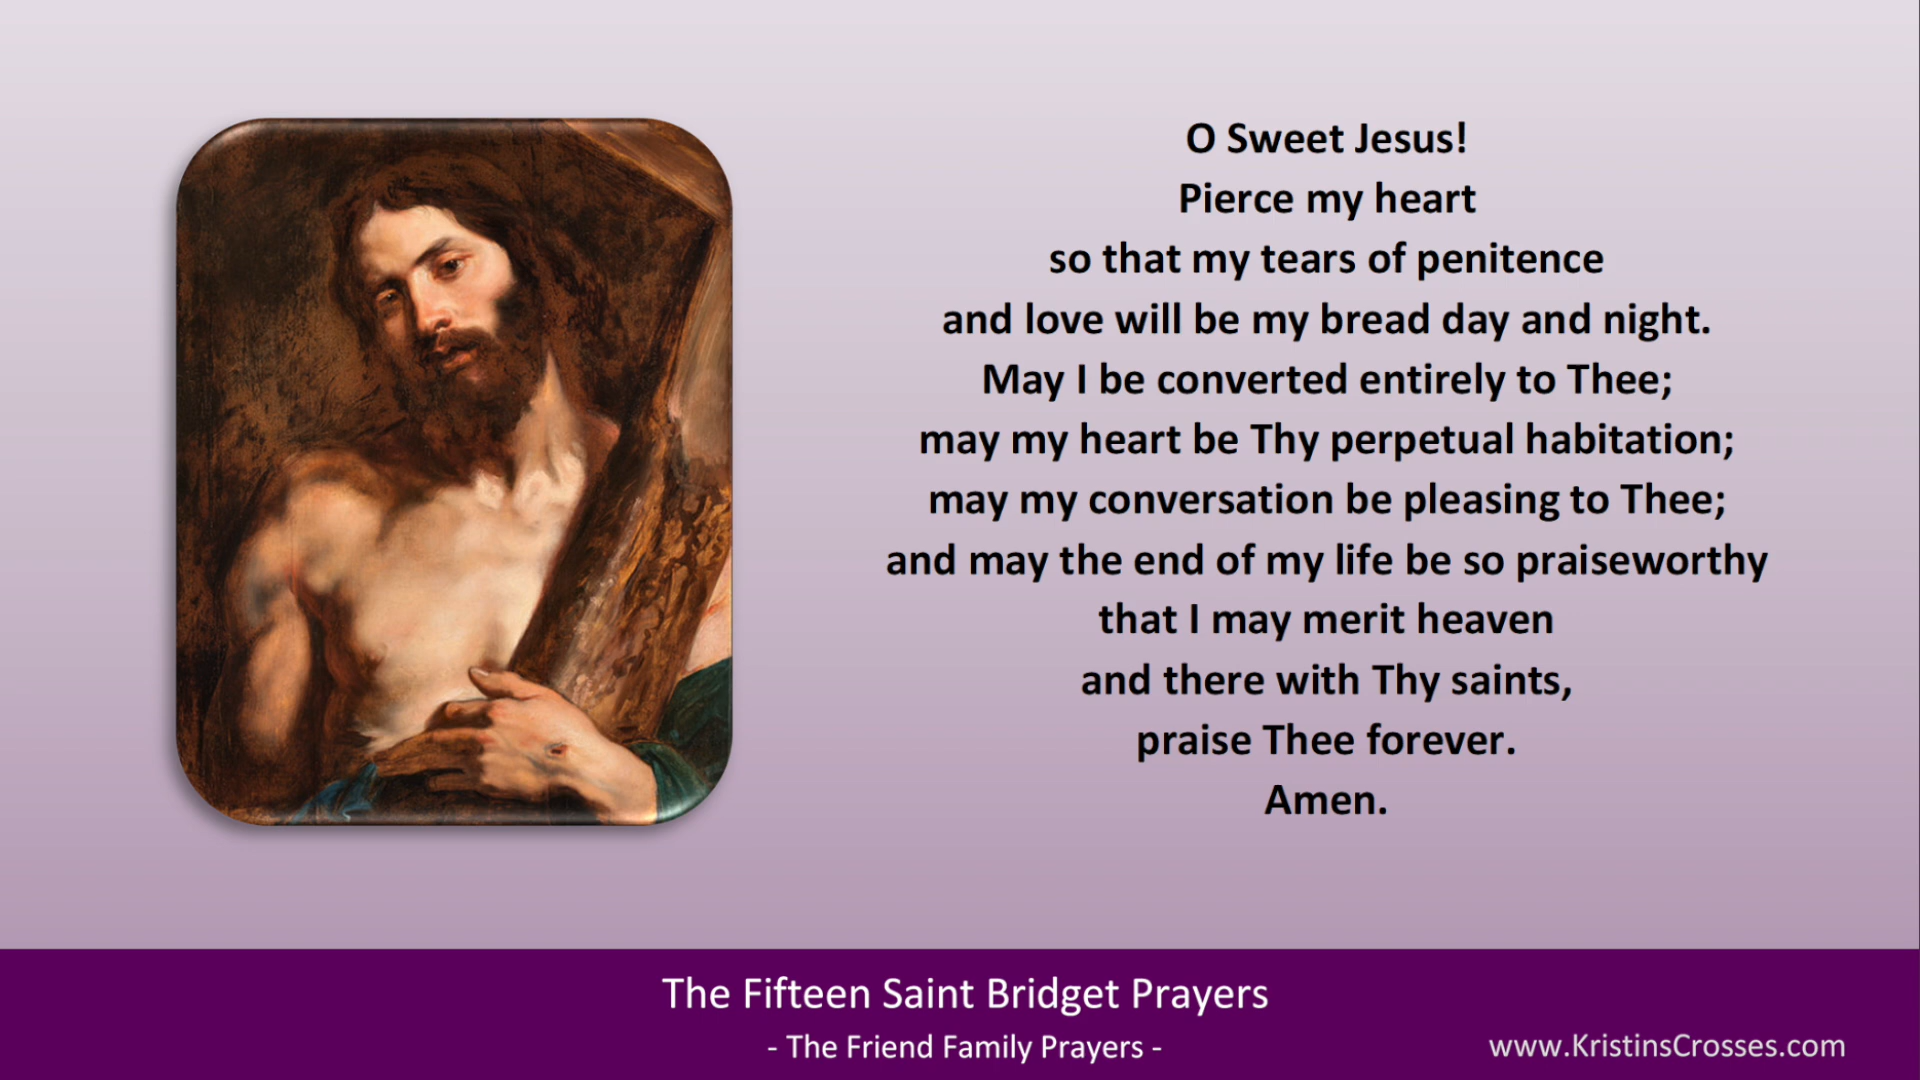 O Sweet Jesus!
Pierce my heart
so that my tears of penitence
and love will be my bread day and night.
May I be converted entirely to Thee;
may my heart be Thy perpetual habitation;
may my conversation be pleasing to Thee;
and may the end of my life be so praiseworthy
that I may merit heaven
and there with Thy saints,
praise Thee forever.
Amen.
The Fifteen Saint Bridget Prayers
- The Friend Family Prayers -
www.KristinsCrosses.com